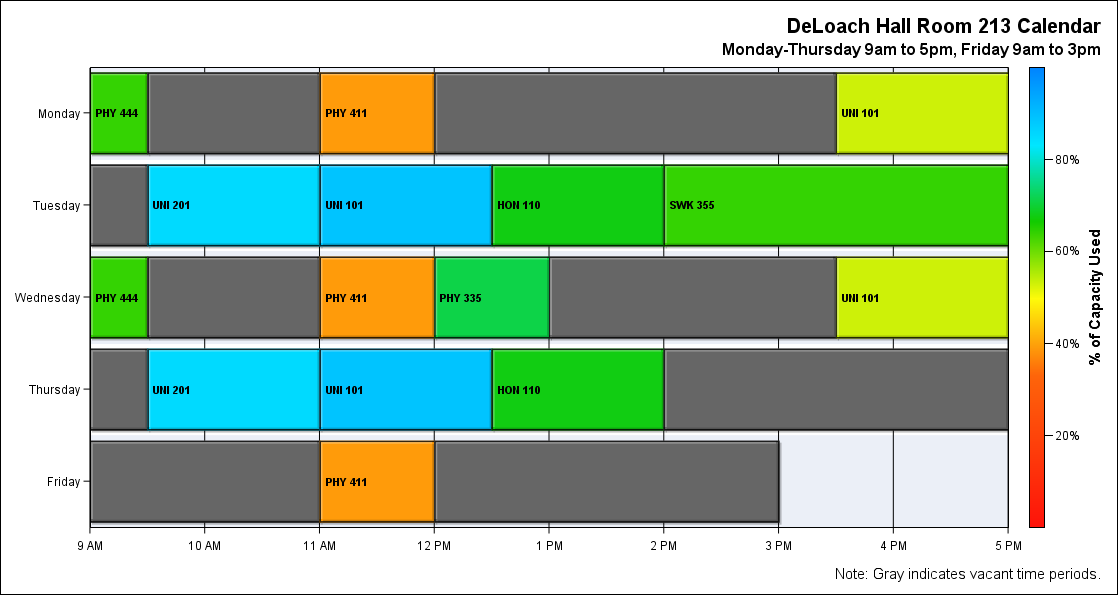 DeLoach Hall Room 213 Calendar
Monday-Thursday 9am to 5pm, Friday 9am to 3pm
Monday
PHY 444
PHY 411
UNI 101
Tuesday
UNI 201
UNI 101
HON 110
SWK 355
Wednesday
PHY 444
PHY 411
PHY 335
UNI 101
Thursday
UNI 201
UNI 101
HON 110
Friday
PHY 411
9 AM
10 AM
11 AM
12 PM
1 PM
2 PM
3 PM
4 PM
5 PM
80%
60%
40%
20%
% of Capacity Used
Note: Gray indicates vacant time periods.